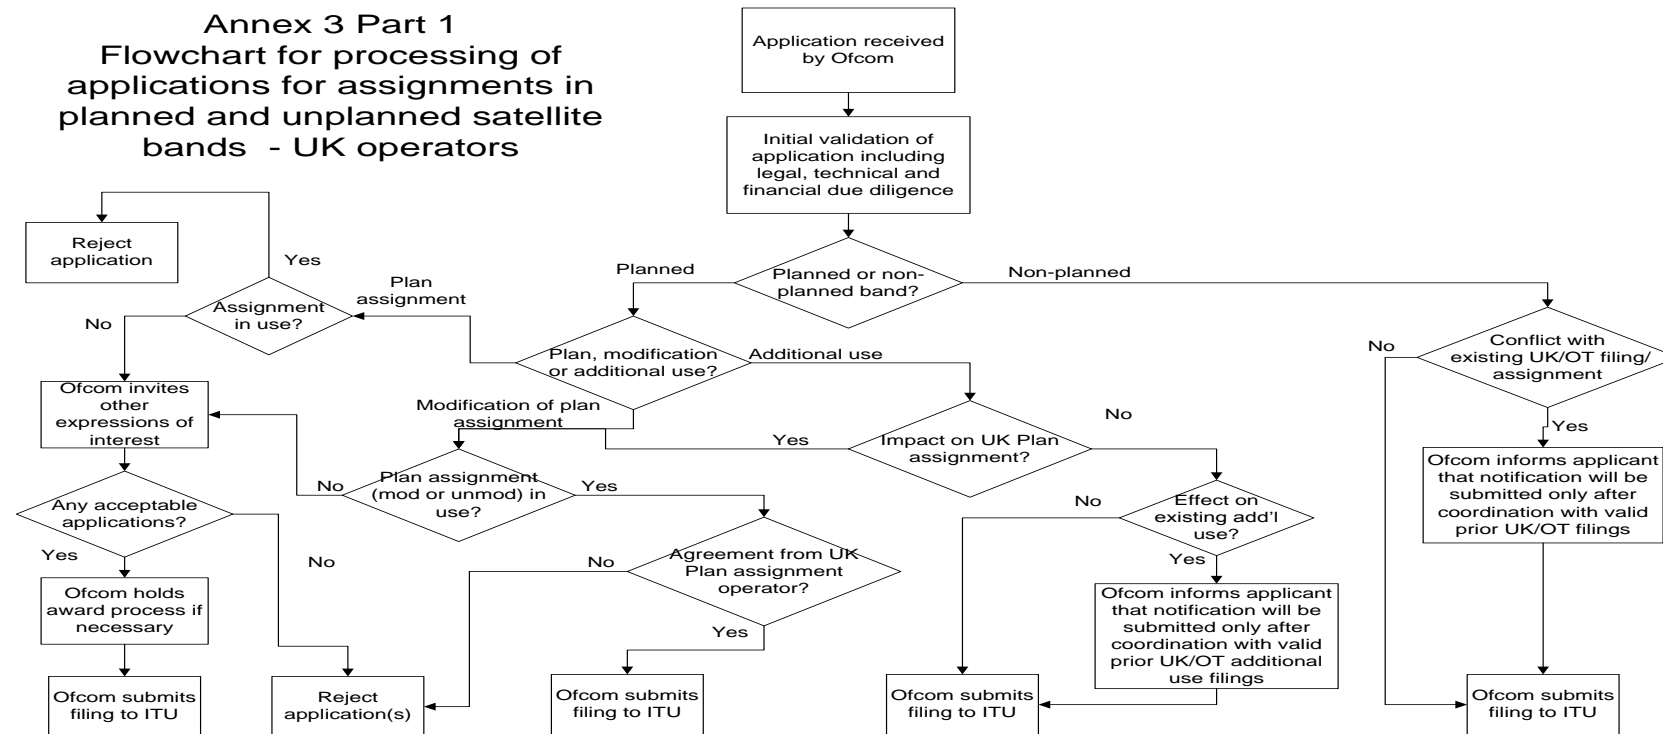 Annex 3 Part 1
Flowchart for processing of
applications for assignments in
planned and unplanned satellite
bands - UK operators
Application received
by Ofcom
Initial validation of
application including
legal, technical and
financial due diligence
Planned or non-
planned band?
Planned
Non-planned
Reject
application
Yes
Plan
assignment
Assignment
in use?
No
Plan, modification
or additional use?
Additional use
Conflict with
existing UK/OT filing/
assignment
No
Yes
Ofcom invites
other
expressions of
interest
Modification of plan
assignment
Yes
Impact on UK Plan
assignment?
No
Ofcom informs applicant
that notification will be
submitted only after
coordination with valid
prior UK/OT filings
Plan assignment
(mod or unmod) in
use?
No
Yes
Effect on
existing add'l
use?
No
Yes
Any acceptable
applications?
Yes
No
Agreement from UK
Plan assignment
operator?
No
Yes
Ofcom informs applicant
that notification will be
submitted only after
coordination with valid
prior UK/OT additional
use filings
Ofcom holds
award process if
necessary
Ofcom submits
filing to ITU
Reject
application(s)
Ofcom submits
filing to ITU
Ofcom submits
filing to ITU
Ofcom submits
filing to ITU